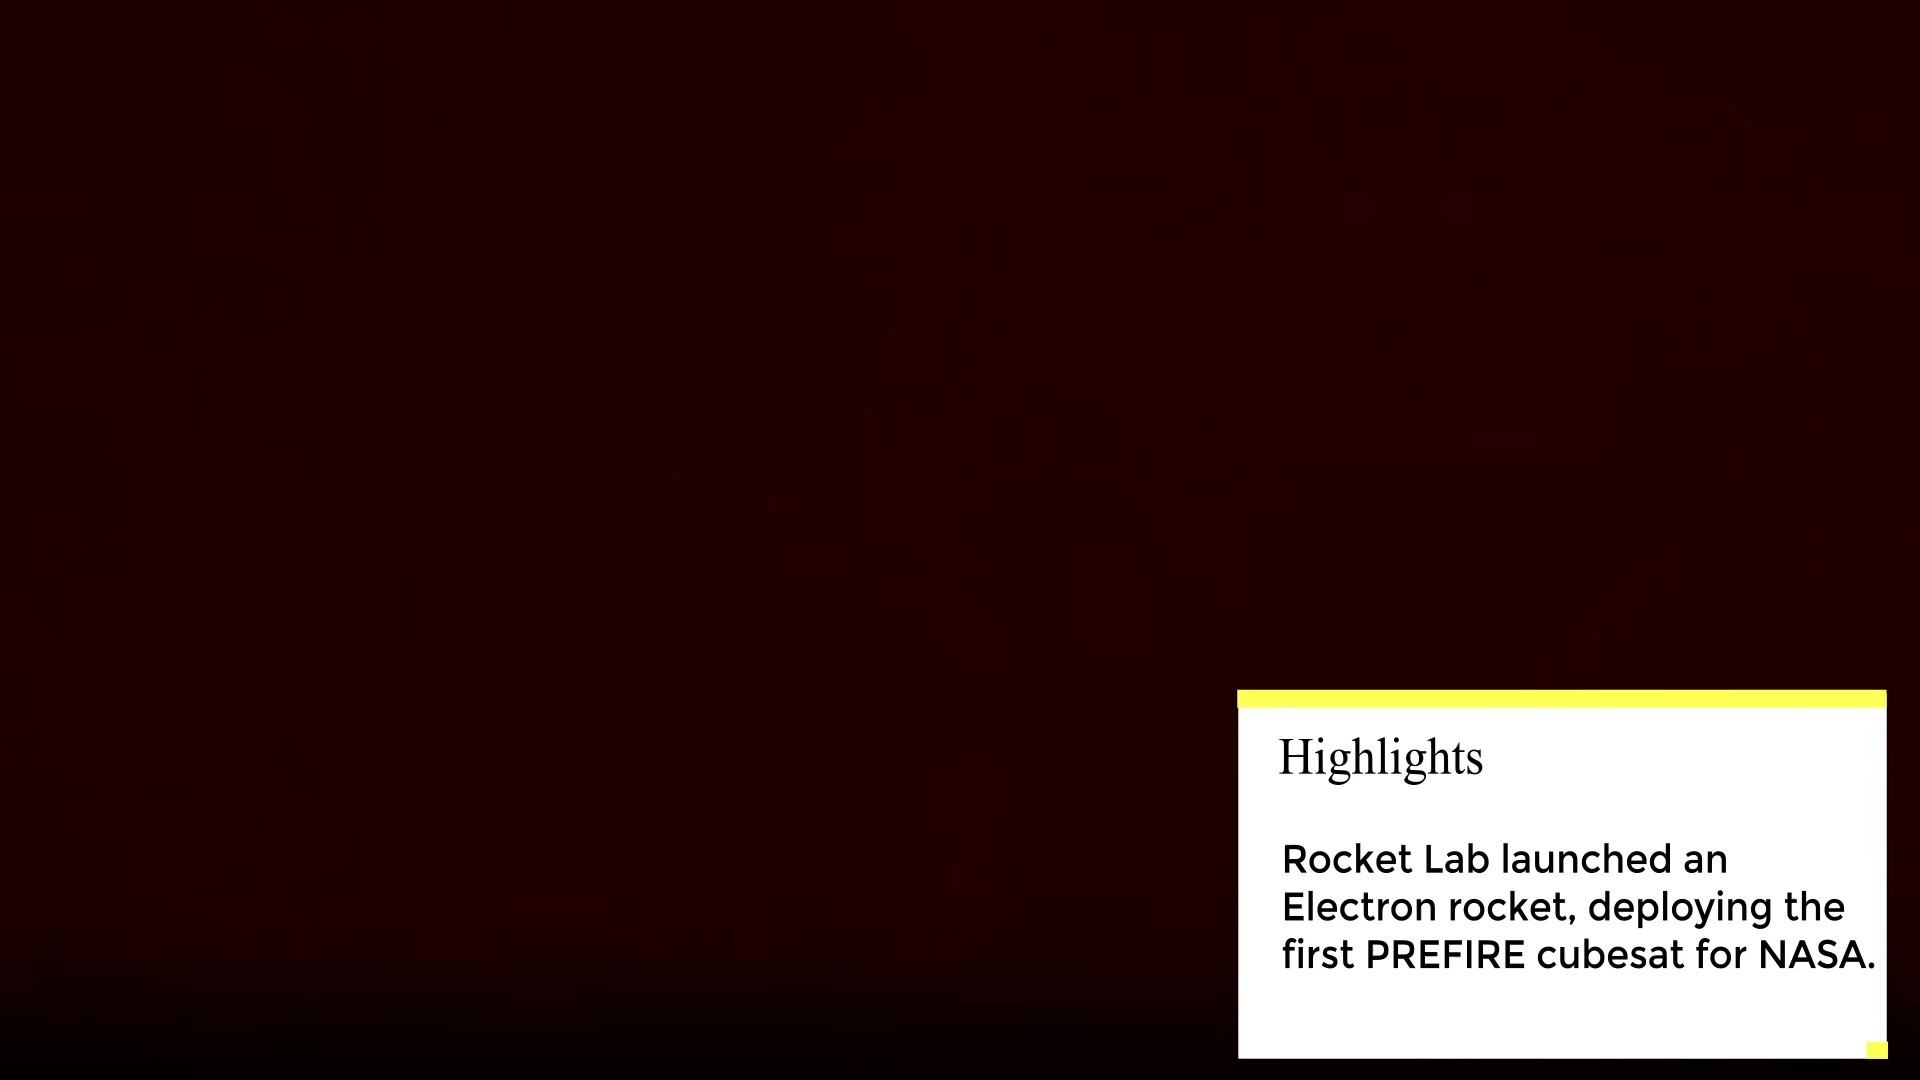 Highlights
Rocket Lab launched an
Electron rocket, deploying the
first PREFIRE cubesat for NASA.